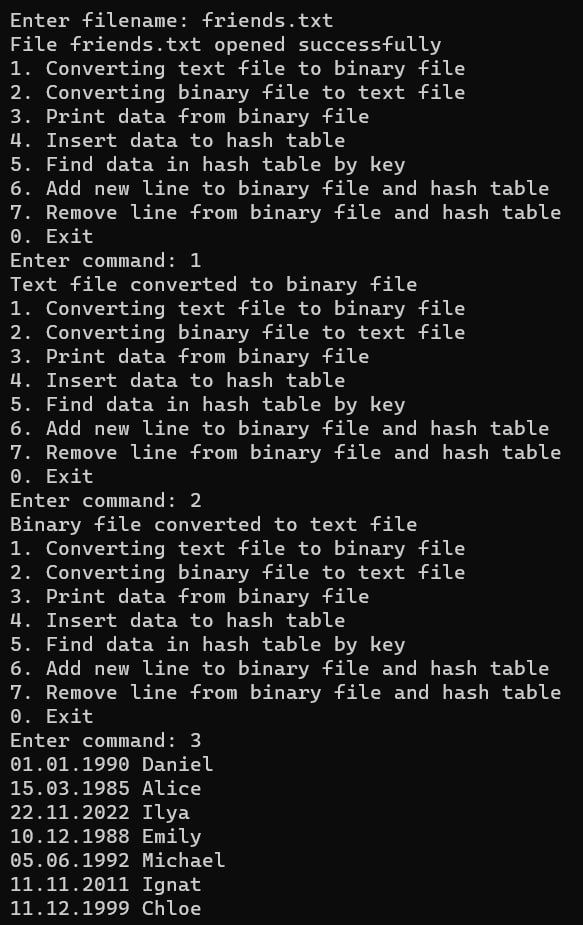 Enter filename: friends.txt
File friends.txt opened successfully
1. Converting text file to binary file
2. Converting binary file to text file
3. Print data from binary file
4. Insert data to hash table
5. Find data in hash table by key
6. Add new line to binary file and hash table
7. Remove line from binary file and hash table
0. Exit
Enter command: 1
Text file converted to binary file
1. Converting text file to binary file
2. Converting binary file to text file
3. Print data from binary file
4. Insert data to hash table
5. Find data in hash table by key
6. Add new line to binary file and hash table
7. Remove line from binary file and hash table
0. Exit
Enter command: 2
Binary file converted to text file
1. Converting text file to binary file
2. Converting binary file to text file
3. Print data from binary file
4. Insert data to hash table
5. Find data in hash table by key
6. Add new line to binary file and hash table
7. Remove line from binary file and hash table
0. Exit
Enter command: 3
01.01.1990 Daniel
15.03.1985 Alice
22.11.2022 Ilya
10.12.1988 Emily
05.06.1992 Michael
11.11.2011 Ignat
11.12.1999 Chloe